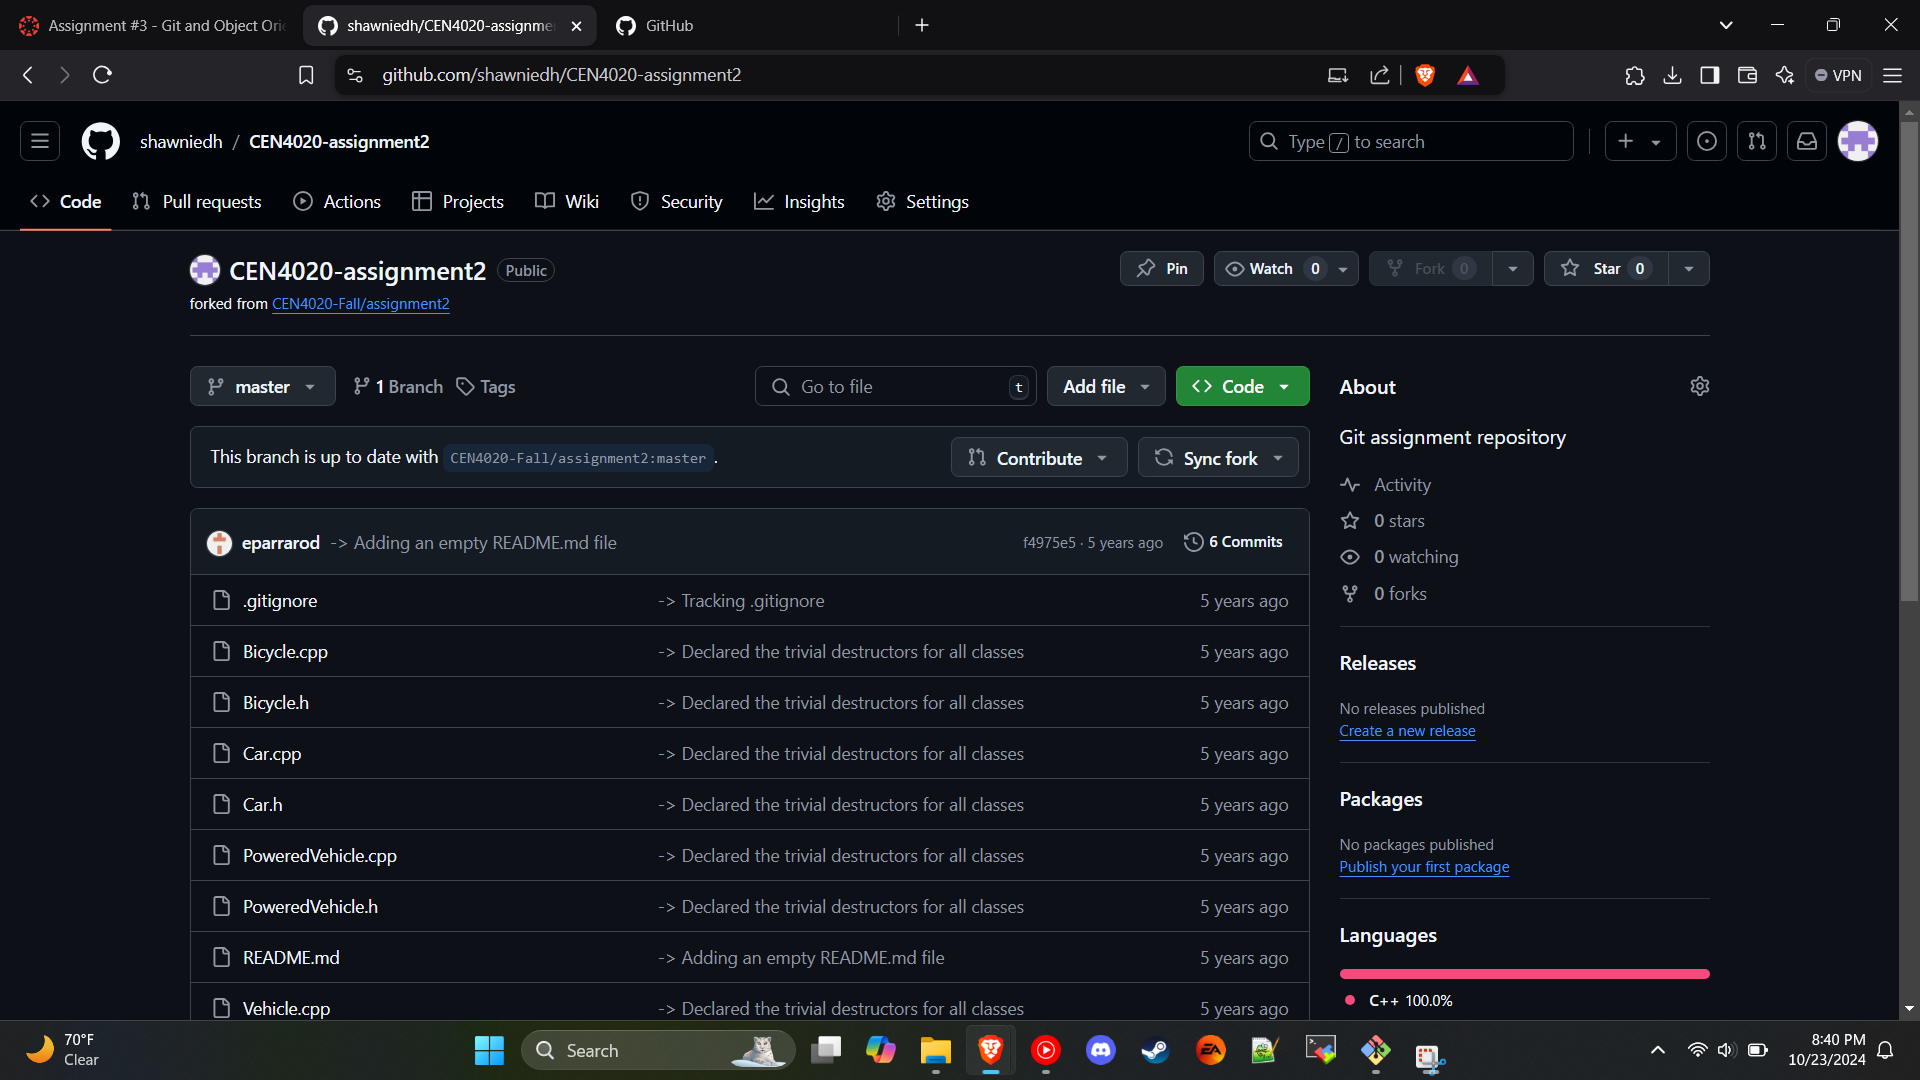 Assignment #3 - Git and Object Ori
shawniedh/CEN4020-assignme
GitHub
github.com/shawniedh/CEN4020-assignment2
VPN
shawniedh / CEN4020-assignment2
Type / to search
Code
Pull requests
Actions
Projects
Wiki
Security
Insights
Settings
CEN4020-assignment2 Public
forked from CEN4020-Fall/assignment2
Pin
Watch 0
Fork 0
Star 0
master
1 Branch
Tags
Go to file t
Add file
Code
This branch is up to date with CEN4020-Fall/assignment2:master .
Contribute
Sync fork
eparrarod -> Adding an empty README.md file f4975e5 · 5 years ago 6 Commits
.gitignore -> Tracking .gitignore 5 years ago
Bicycle.cpp -> Declared the trivial destructors for all classes 5 years ago
Bicycle.h -> Declared the trivial destructors for all classes 5 years ago
Car.cpp -> Declared the trivial destructors for all classes 5 years ago
Car.h -> Declared the trivial destructors for all classes 5 years ago
PoweredVehicle.cpp -> Declared the trivial destructors for all classes 5 years ago
PoweredVehicle.h -> Declared the trivial destructors for all classes 5 years ago
README.md -> Adding an empty README.md file 5 years ago
Vehicle.cpp -> Declared the trivial destructors for all classes 5 years ago
About
Git assignment repository
Activity
0 stars
0 watching
0 forks
Releases
No releases published
Create a new release
Packages
No packages published
Publish your first package
Languages
C++ 100.0%
70°F
Clear
Search
EA
8:40 PM
10/23/2024